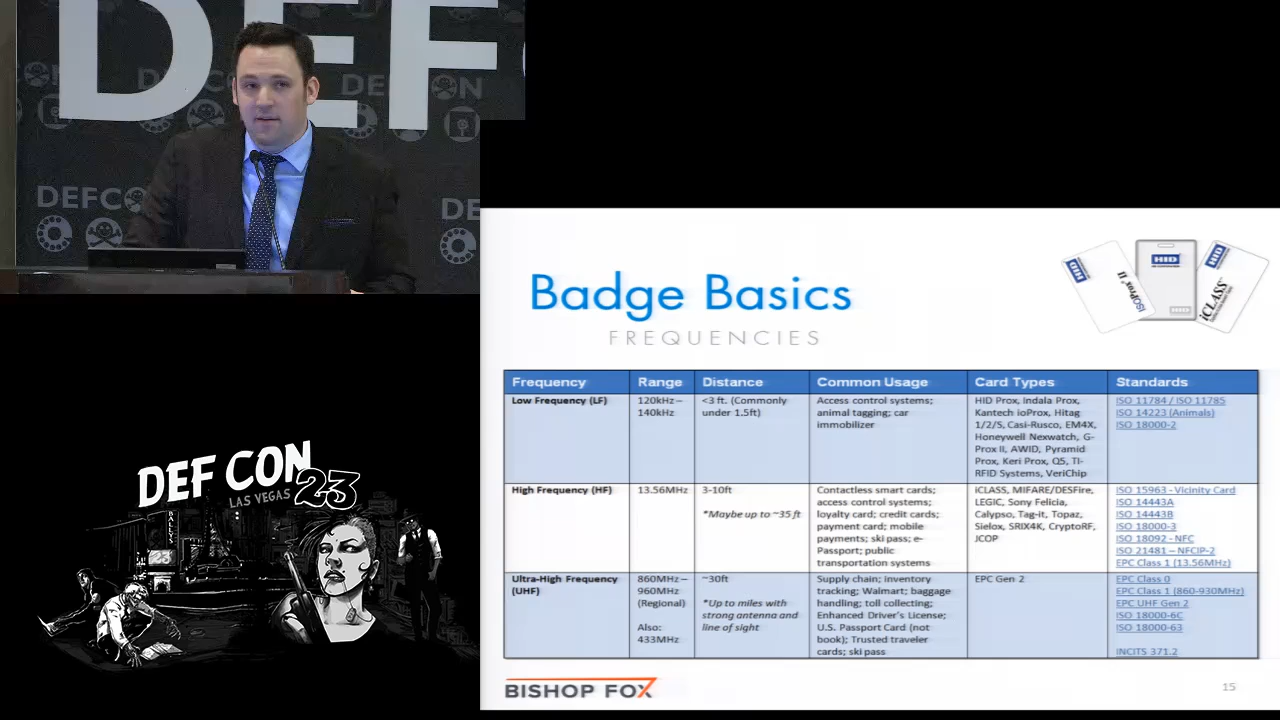 DEF
DEFCON
DEFCON
DEFCON
DE
Badge Basics
FREQUENCIES
HID
ISOProx II
HID
HID
iCLASS
Frequency Range Distance Common Usage Card Types Standards
Low Frequency (LF)
120kHz –
140kHz
<3 ft. (Commonly
under 1.5ft)
Access control systems;
animal tagging; car
immobilizer
HID Prox, Indala Prox,
Kantech ioProx, Hitag
1/2/S, Casi-Rusco, EM4X,
Honeywell Nexwatch, G-
Prox II, AWID, Pyramid
Prox, Keri Prox, Q5, TI-
RFID Systems, VeriChip
ISO 11784 / ISO 11785
ISO 14223 (Animals)
ISO 18000-2
High Frequency (HF)
13.56MHz
3-10ft
*Maybe up to ~35 ft
Contactless smart cards;
access control systems;
loyalty card; credit cards;
payment card; mobile
payments; ski pass; e-
Passport; public
transportation systems
iCLASS, MIFARE/DESFire,
LEGIC, Sony Felicia,
Calypso, Tag-it, Topaz,
Sielox, SRIX4K, CryptoRF,
JCOP
ISO 15963 - Vicinity Card
ISO 14443A
ISO 14443B
ISO 18000-3
ISO 18092 - NFC
ISO 21481 – NFCIP-2
EPC Class 1 (13.56MHz)
Ultra-High Frequency
(UHF)
860MHz –
960MHz
(Regional)
Also:
433MHz
~30ft
*Up to miles with
strong antenna and
line of sight
Supply chain; inventory
tracking; Walmart; baggage
handling; toll collecting;
Enhanced Driver's License;
U.S. Passport Card (not
book); Trusted traveler
cards; ski pass
EPC Gen 2
EPC Class 0
EPC Class 1 (860-930MHz)
EPC UHF Gen 2
ISO 18000-6C
ISO 18000-63
INCITS 371.2
BISHOP FOX
15
DEF CON
LAS VEGAS 23